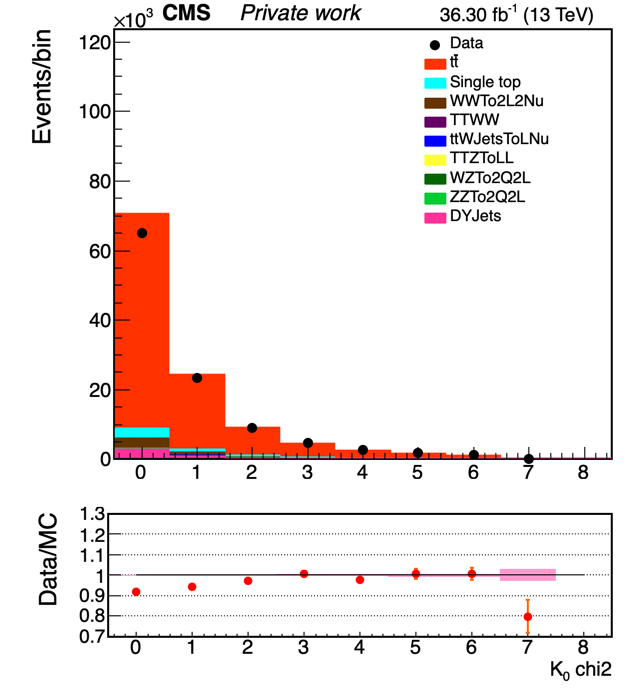 ×10³ CMS Private work 36.30 fb⁻¹ (13 TeV)
Events/bin
120
100
80
60
40
20
0
Data
tt̄
Single top
WWTo2L2Nu
TTWW
ttWJetsToLNu
TTZToLL
WZTo2Q2L
ZZTo2Q2L
DYJets
0 1 2 3 4 5 6 7 8
Data/MC
1.3
1.2
1.1
1
0.9
0.8
0.7
0 1 2 3 4 5 6 7 8
K₀ chi2